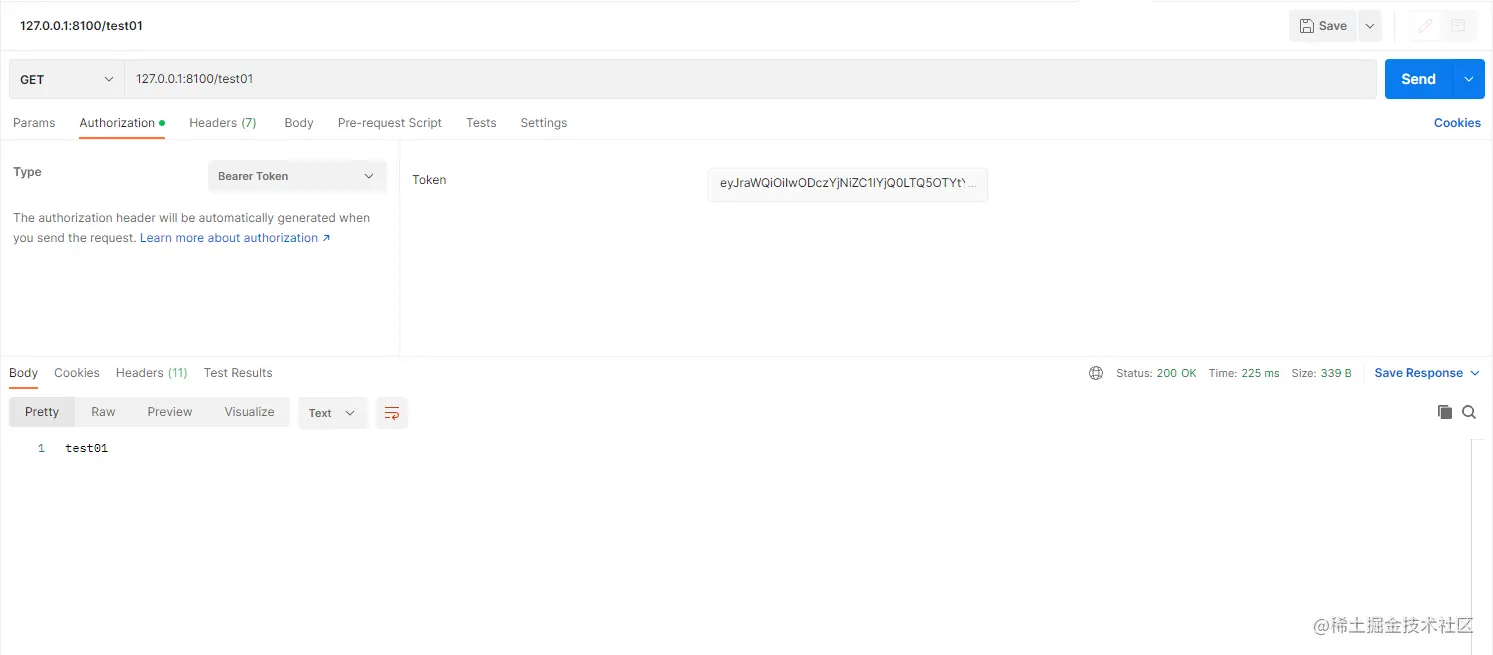 127.0.0.1:8100/test01
Save
GET 127.0.0.1:8100/test01
Send
Params Authorization Headers (7) Body Pre-request Script Tests Settings Cookies
Type Bearer Token
Token
The authorization header will be automatically generated when
you send the request. Learn more about authorization ↗
Body Cookies Headers (11) Test Results
Status: 200 OK Time: 225 ms Size: 339 B Save Response
Pretty Raw Preview Visualize Text
1 test01
@稀土掘金技术社区